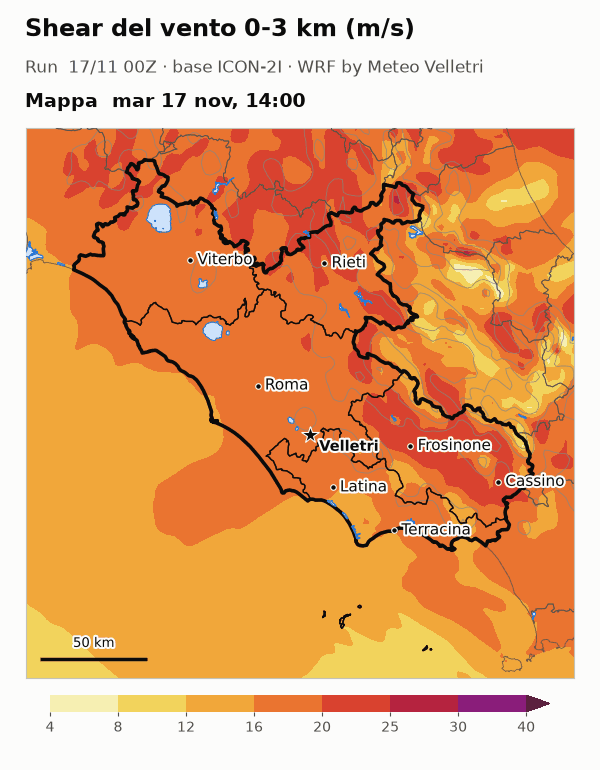 Shear del vento 0-3 km (m/s)
Run  17/11 00Z · base ICON-2I · WRF by Meteo Velletri
Mappa  mar 17 nov, 14:00
Viterbo
Rieti
Roma
Velletri
Frosinone
Cassino
Latina
Terracina
50 km
4 8 12 16 20 25 30 40